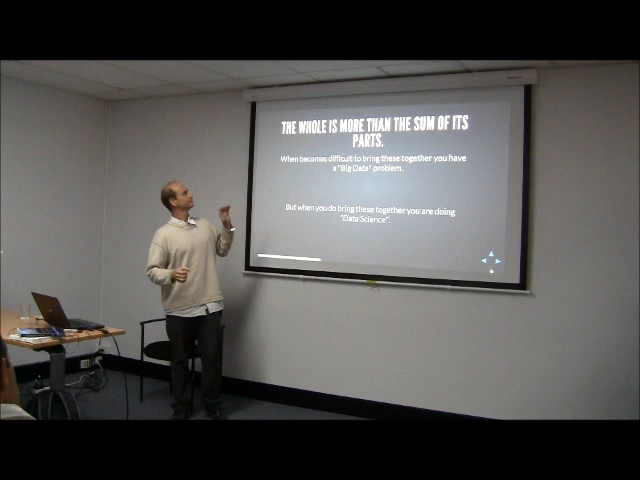 THE WHOLE IS MORE THAN THE SUM OF ITS
PARTS.
When becomes difficult to bring these together you have
a "Big Data" problem.
But when you do bring these together you are doing
"Data Science".